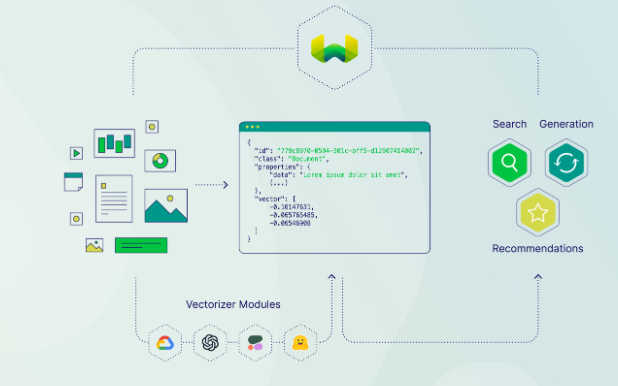 Search
Generation
{
"id": "779c8970-0594-301c-bff5-d12907414002",
"class": "Document",
"properties": {
"data": "Lorem ipsum dolor sit amet",
(...)
},
"vector": [
-0.16147631,
-0.065765485,
-0.06546908
]
}
Recommendations
Vectorizer Modules